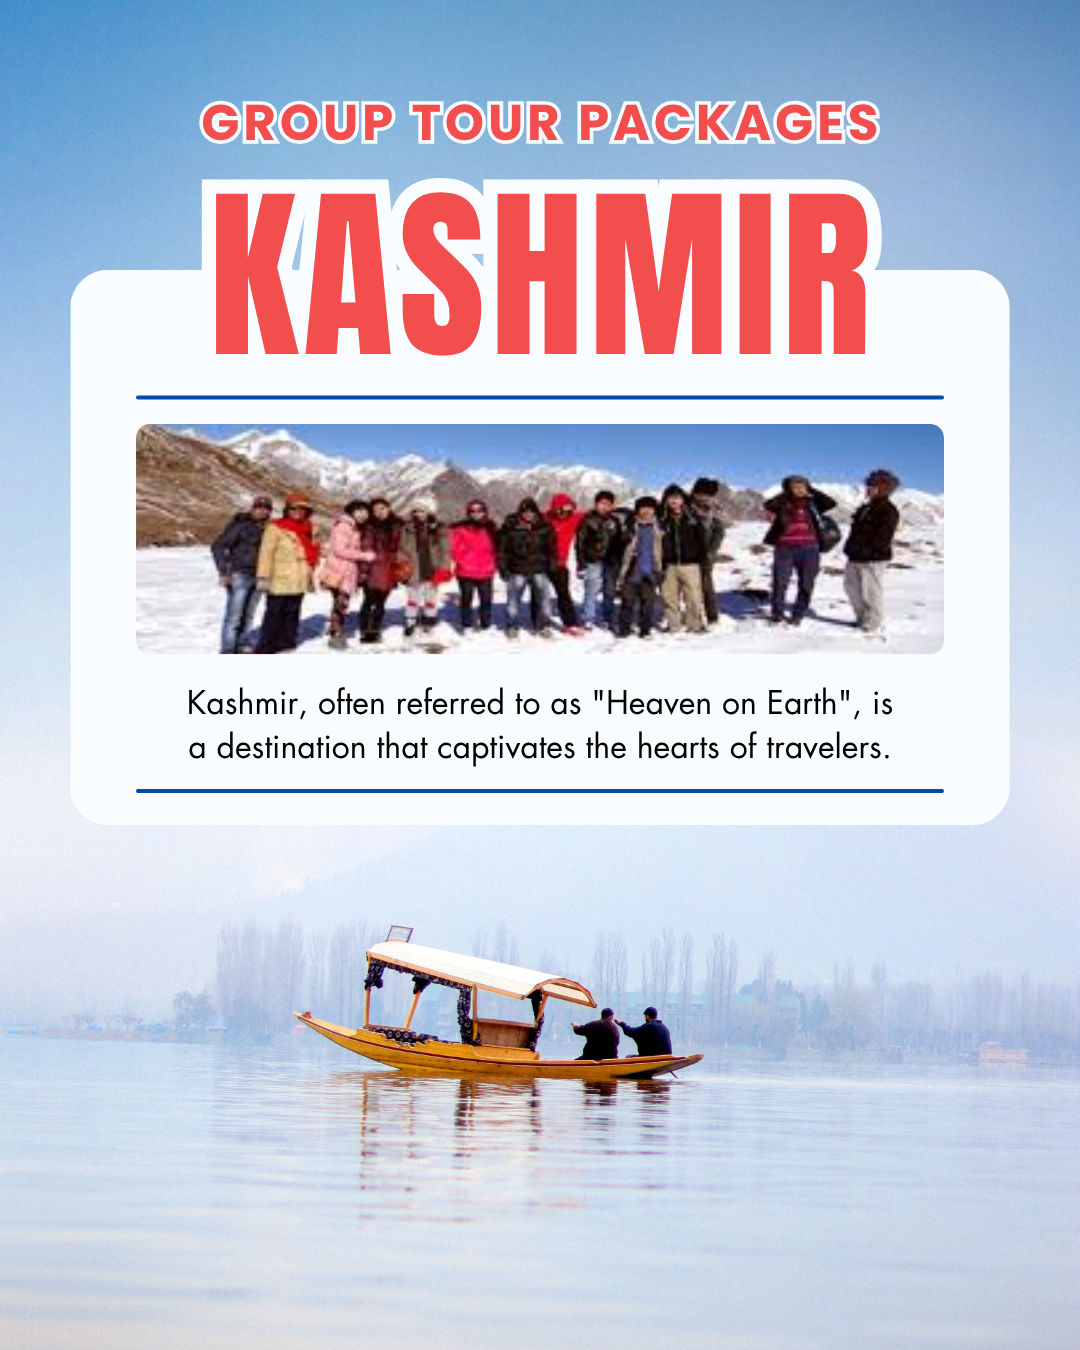 GROUP TOUR PACKAGES
KASHMIR
Kashmir, often referred to as "Heaven on Earth", is
a destination that captivates the hearts of travelers.